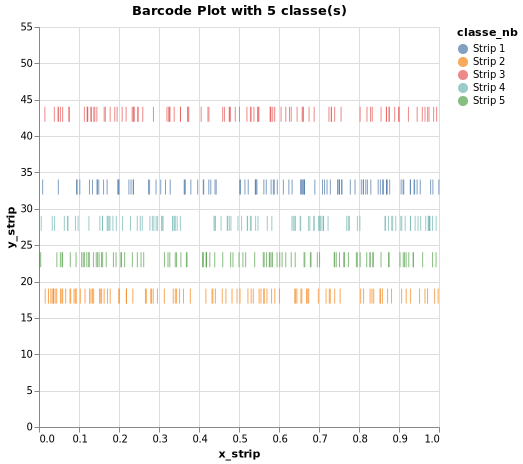 Barcode Plot with 5 classe(s)
classe_nb
Strip 1
Strip 2
Strip 3
Strip 4
Strip 5
y_strip
55
50
45
40
35
30
25
20
15
10
5
0
0.0 0.1 0.2 0.3 0.4 0.5 0.6 0.7 0.8 0.9 1.0
x_strip